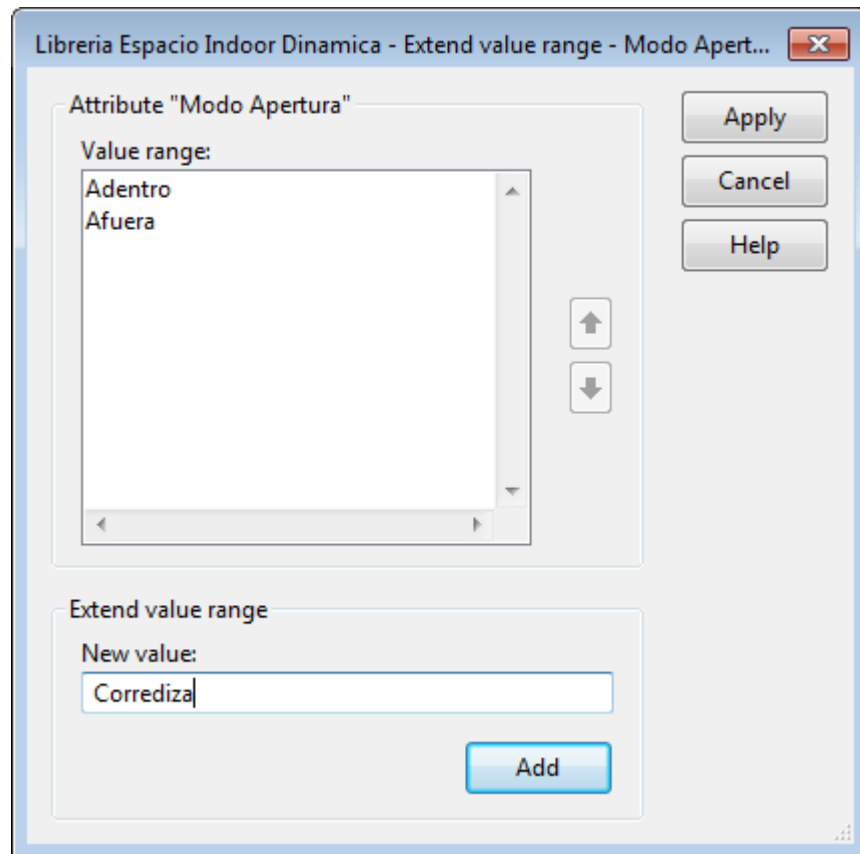 Libreria Espacio Indoor Dinamica - Extend value range - Modo Apert...
Attribute "Modo Apertura"
Value range:
Adentro
Afuera
Apply
Cancel
Help
Extend value range
New value:
Corrediza
Add